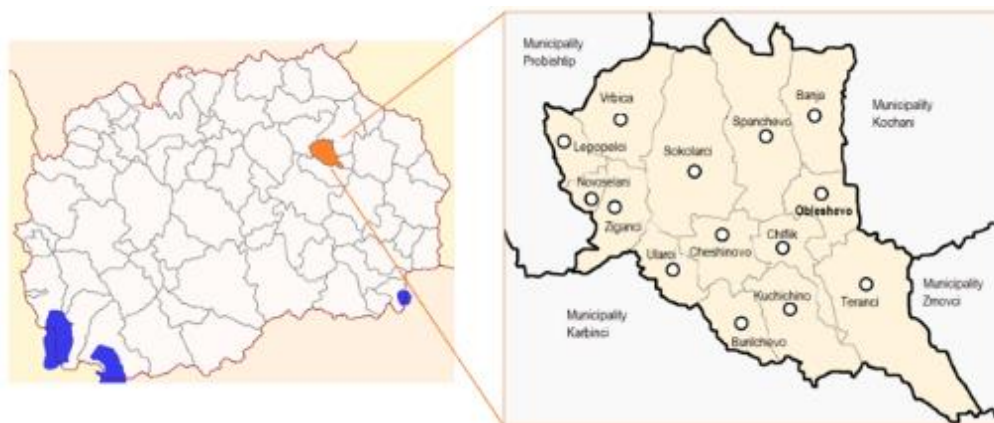 Municipality
Probishtip
Vrbica
Banja
Municipality
Kochani
Spanchevo
Lepopelci
Sokolarci
Novoselani
Ziganci
Obleshevo
Chiflik
Ularci
Cheshinovo
Municipality
Zrnovci
Teranci
Kuchichino
Municipality
Karbinci
Burilchevo